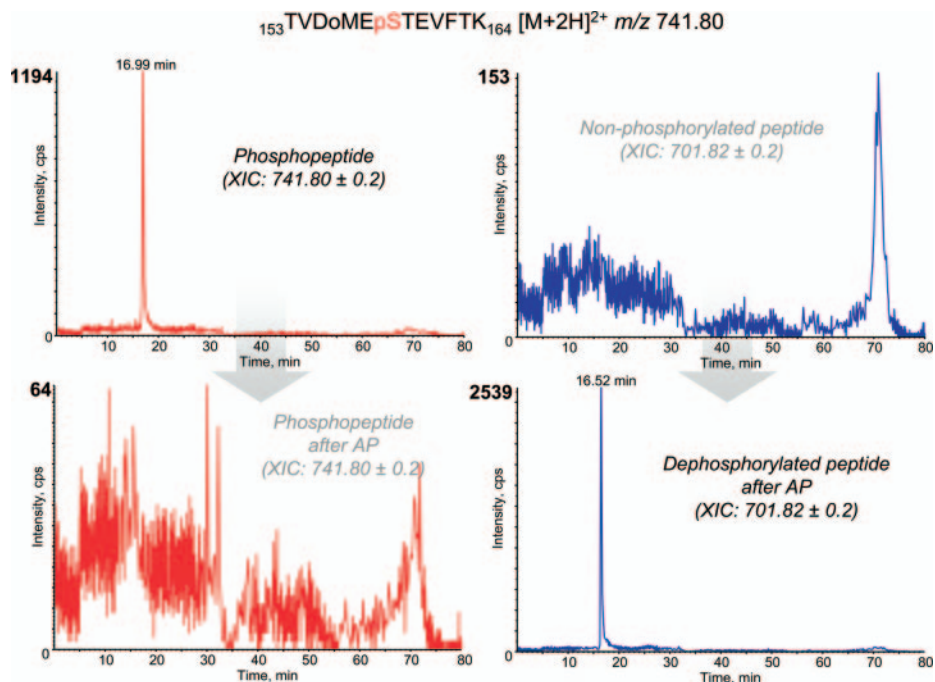 153TVDoMEpSTEVFTK164 [M+2H]2+ m/z 741.80
1194
16.99 min
Phosphopeptide
(XIC: 741.80 ± 0.2)
Intensity, cps
0
10 20 30 40 50 60 70 80
Time, min
153
Non-phosphorylated peptide
(XIC: 701.82 ± 0.2)
Intensity, cps
0
10 20 30 40 50 60 70 80
Time, min
64
Phosphopeptide
after AP
(XIC: 741.80 ± 0.2)
Intensity, cps
0
10 20 30 40 50 60 70 80
Time, min
2539
16.52 min
Dephosphorylated peptide
after AP
(XIC: 701.82 ± 0.2)
Intensity, cps
0
10 20 30 40 50 60 70 80
Time, min